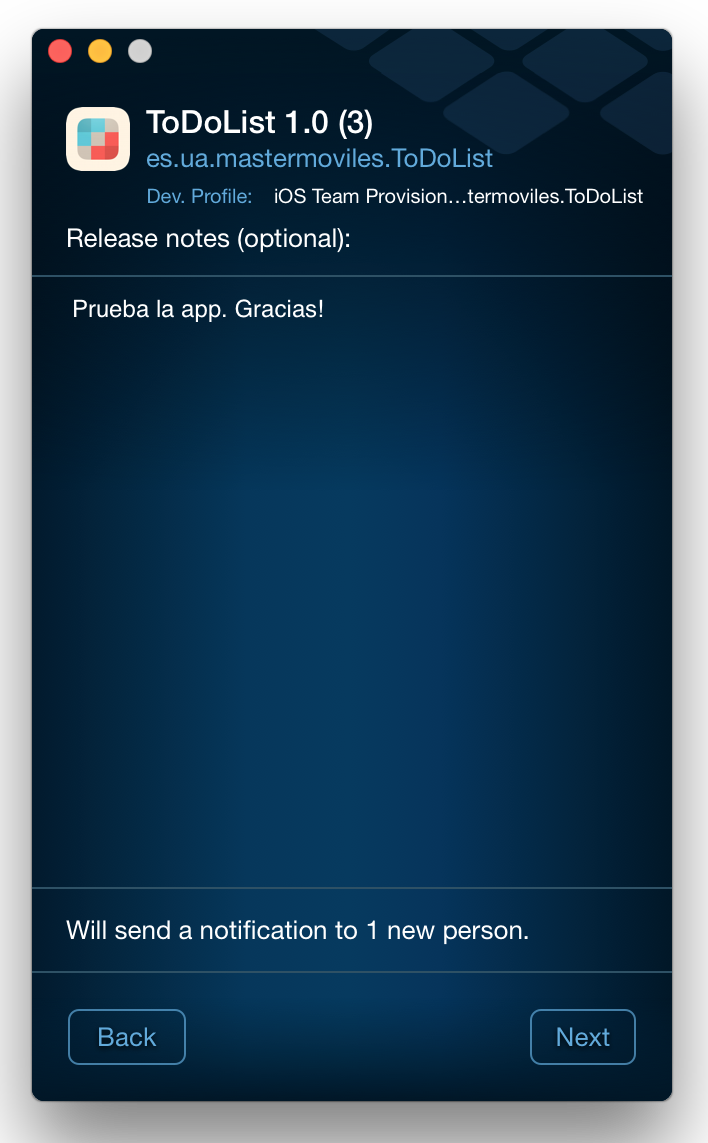 ToDoList 1.0 (3)
es.ua.mastermoviles.ToDoList
Dev. Profile: iOS Team Provision…termoviles.ToDoList
Release notes (optional):
Prueba la app. Gracias!
Will send a notification to 1 new person.
Back Next